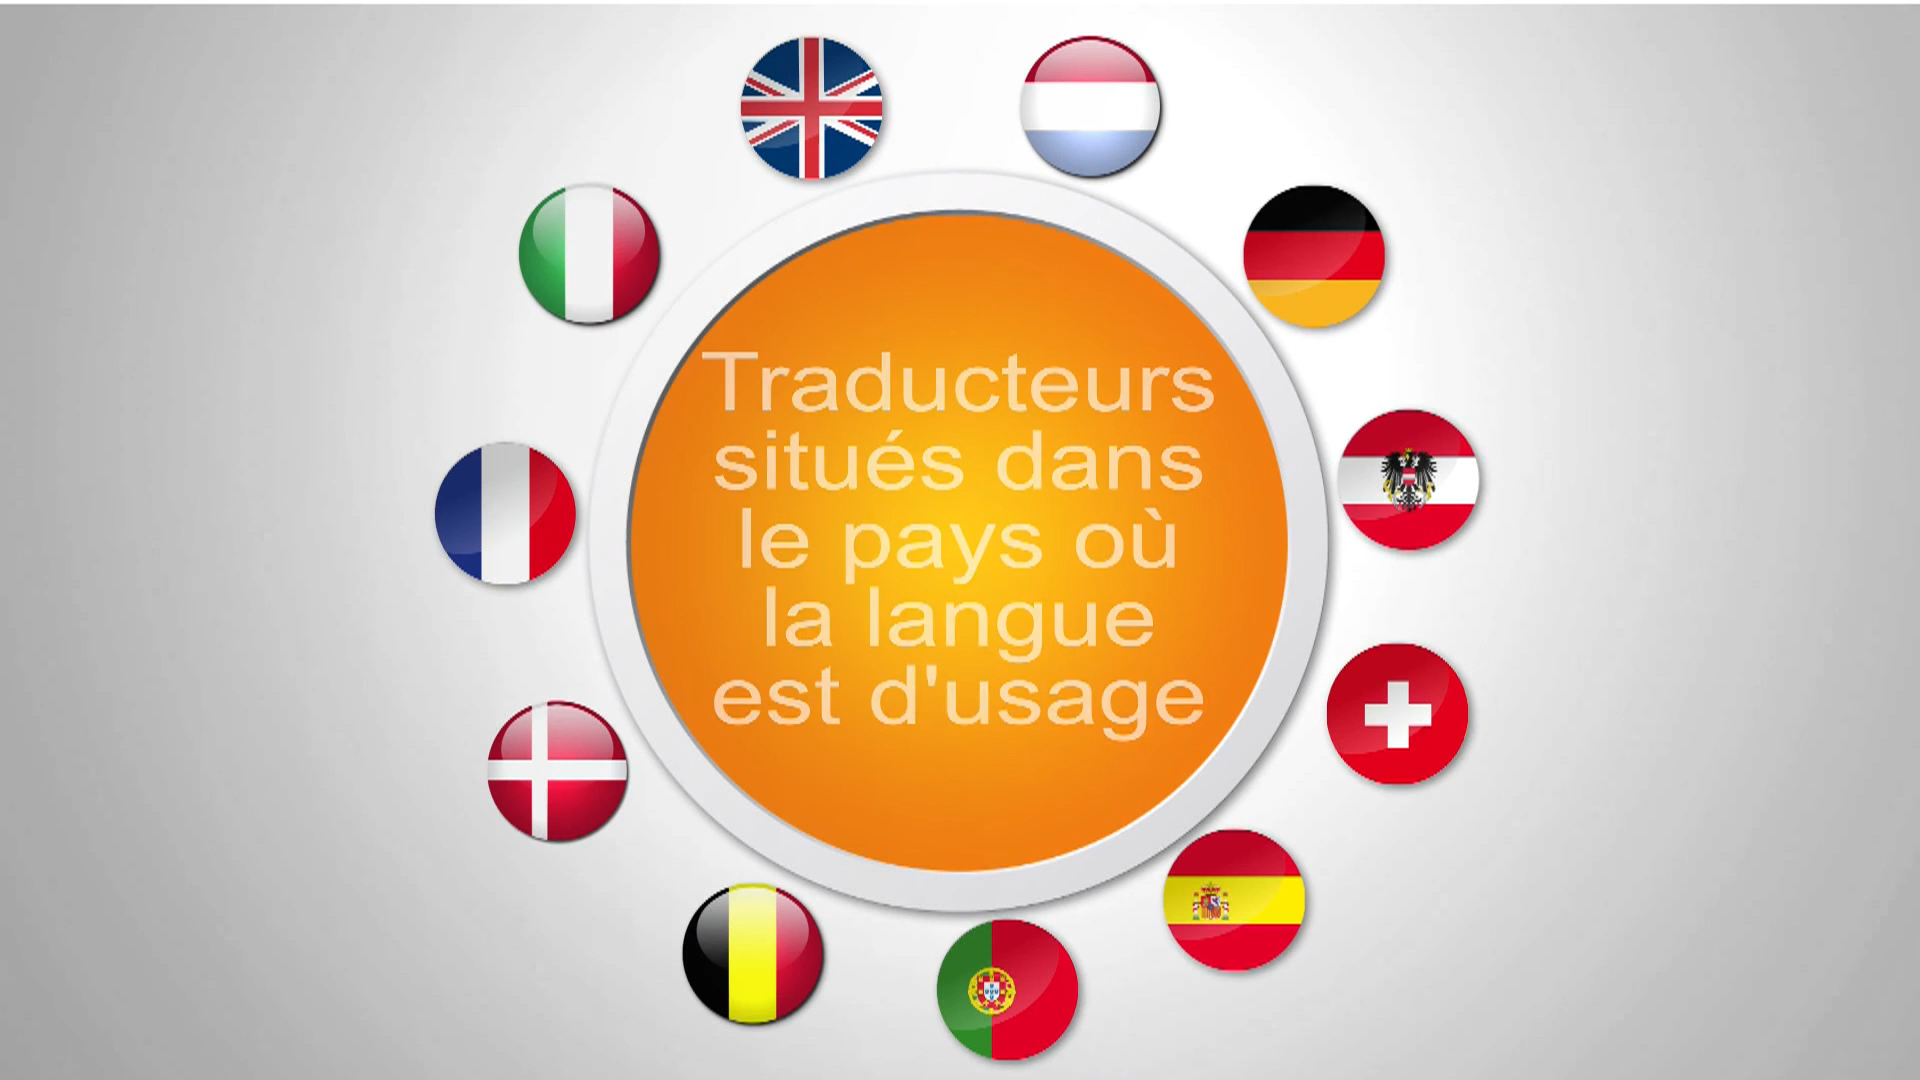 Traducteurs
situés dans
le pays où
la langue
est d'usage